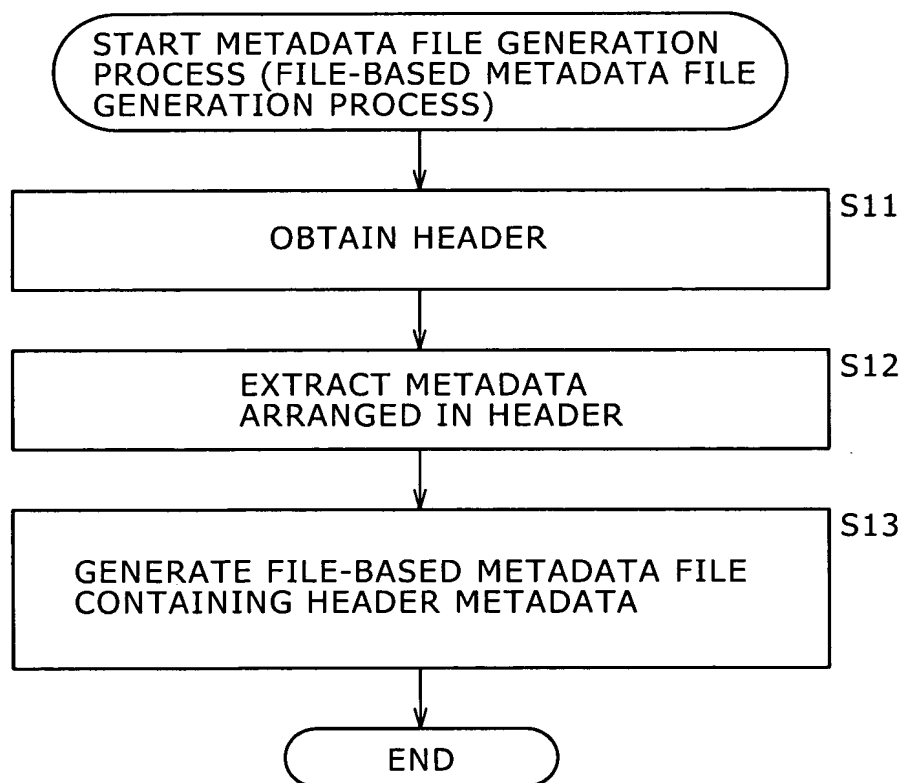 START METADATA FILE GENERATION
PROCESS (FILE-BASED METADATA FILE
GENERATION PROCESS)
S11
OBTAIN HEADER
S12
EXTRACT METADATA
ARRANGED IN HEADER
S13
GENERATE FILE-BASED METADATA FILE
CONTAINING HEADER METADATA
END